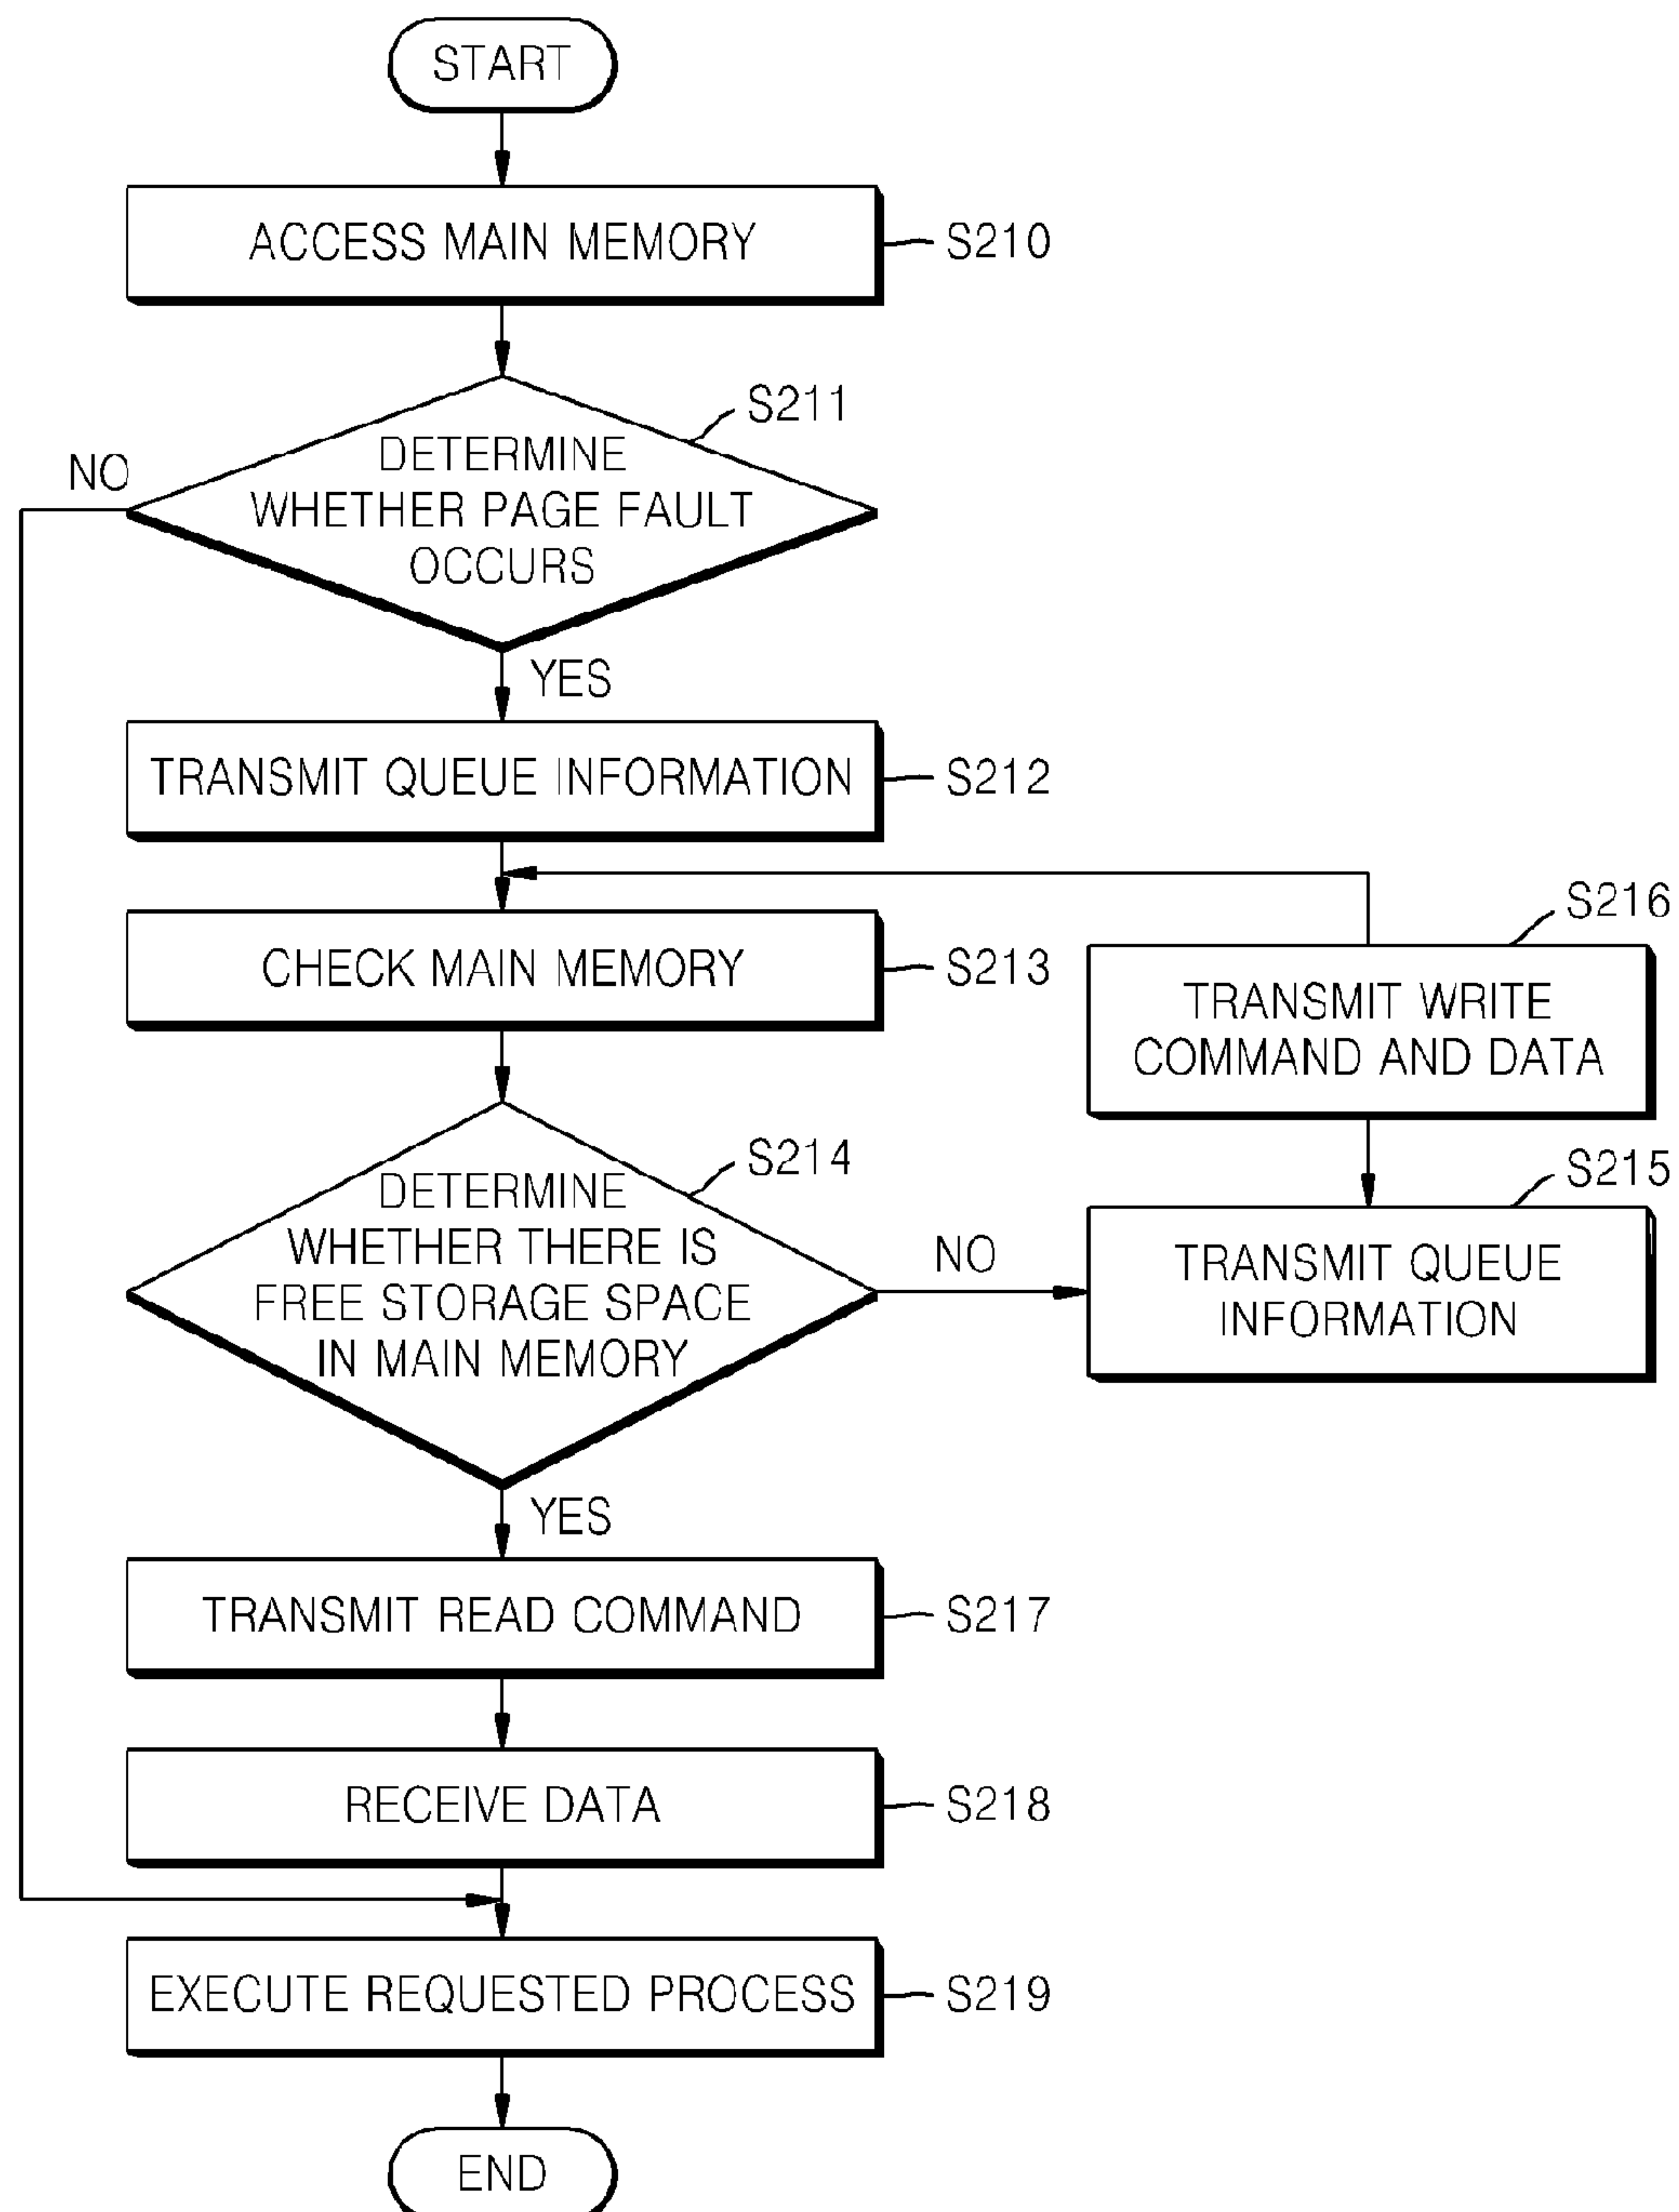 START
ACCESS MAIN MEMORY
S210
S211
NO
DETERMINE
WHETHER PAGE FAULT
OCCURS
YES
TRANSMIT QUEUE INFORMATION
S212
S216
CHECK MAIN MEMORY
S213
TRANSMIT WRITE
COMMAND AND DATA
S214
S215
DETERMINE
WHETHER THERE IS
FREE STORAGE SPACE
IN MAIN MEMORY
NO
TRANSMIT QUEUE
INFORMATION
YES
TRANSMIT READ COMMAND
S217
RECEIVE DATA
S218
EXECUTE REQUESTED PROCESS
S219
END